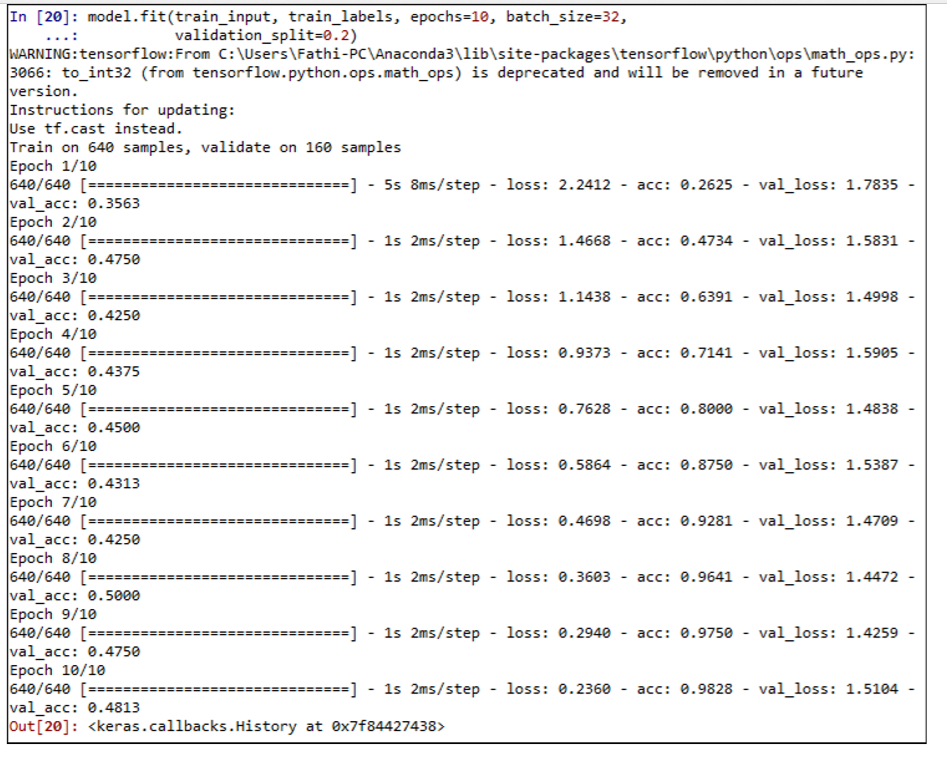 In [20]: model.fit(train_input, train_labels, epochs=10, batch_size=32,
...: validation_split=0.2)
WARNING:tensorflow:From C:\Users\Fathi-PC\Anaconda3\lib\site-packages\tensorflow\python\ops\math_ops.py:
3066: to_int32 (from tensorflow.python.ops.math_ops) is deprecated and will be removed in a future
version.
Instructions for updating:
Use tf.cast instead.
Train on 640 samples, validate on 160 samples
Epoch 1/10
640/640 [==============================] - 5s 8ms/step - loss: 2.2412 - acc: 0.2625 - val_loss: 1.7835 -
val_acc: 0.3563
Epoch 2/10
640/640 [==============================] - 1s 2ms/step - loss: 1.4668 - acc: 0.4734 - val_loss: 1.5831 -
val_acc: 0.4750
Epoch 3/10
640/640 [==============================] - 1s 2ms/step - loss: 1.1438 - acc: 0.6391 - val_loss: 1.4998 -
val_acc: 0.4250
Epoch 4/10
640/640 [==============================] - 1s 2ms/step - loss: 0.9373 - acc: 0.7141 - val_loss: 1.5905 -
val_acc: 0.4375
Epoch 5/10
640/640 [==============================] - 1s 2ms/step - loss: 0.7628 - acc: 0.8000 - val_loss: 1.4838 -
val_acc: 0.4500
Epoch 6/10
640/640 [==============================] - 1s 2ms/step - loss: 0.5864 - acc: 0.8750 - val_loss: 1.5387 -
val_acc: 0.4313
Epoch 7/10
640/640 [==============================] - 1s 2ms/step - loss: 0.4698 - acc: 0.9281 - val_loss: 1.4709 -
val_acc: 0.4250
Epoch 8/10
640/640 [==============================] - 1s 2ms/step - loss: 0.3603 - acc: 0.9641 - val_loss: 1.4472 -
val_acc: 0.5000
Epoch 9/10
640/640 [==============================] - 1s 2ms/step - loss: 0.2940 - acc: 0.9750 - val_loss: 1.4259 -
val_acc: 0.4750
Epoch 10/10
640/640 [==============================] - 1s 2ms/step - loss: 0.2360 - acc: 0.9828 - val_loss: 1.5104 -
val_acc: 0.4813
Out[20]: <keras.callbacks.History at 0x7f84427438>